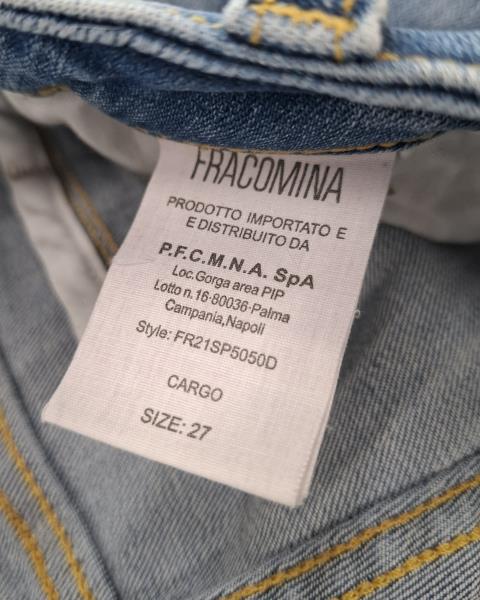 FRACOMINA
PRODOTTO IMPORTATO E
E DISTRIBUITO DA
P.F.C.M.N.A. SpA
Loc.Gorga area PIP
Lotto n.16-80036-Palma
Campania,Napoli
Style: FR21SP5050D
CARGO
SIZE: 27